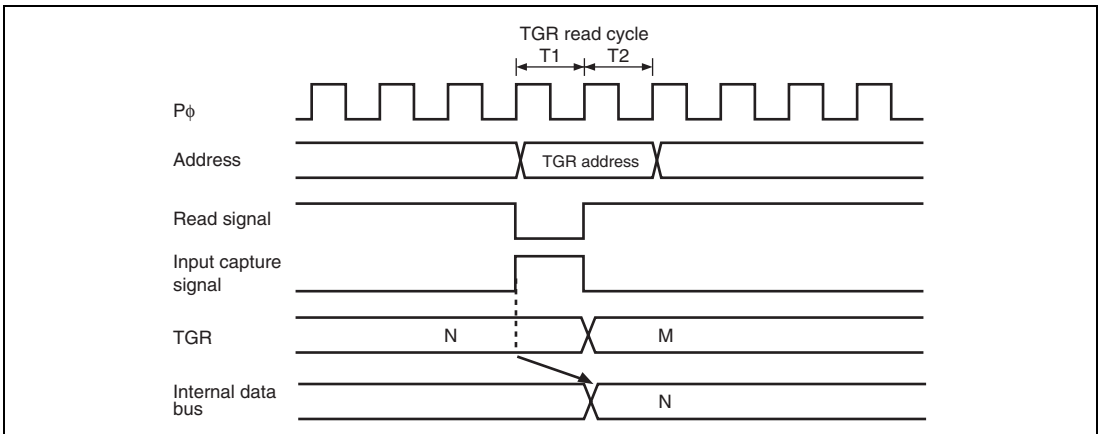 TGR read cycle
T1 T2
Pϕ
Address
TGR address
Read signal
Input capture
signal
TGR
N
M
Internal data
bus
N